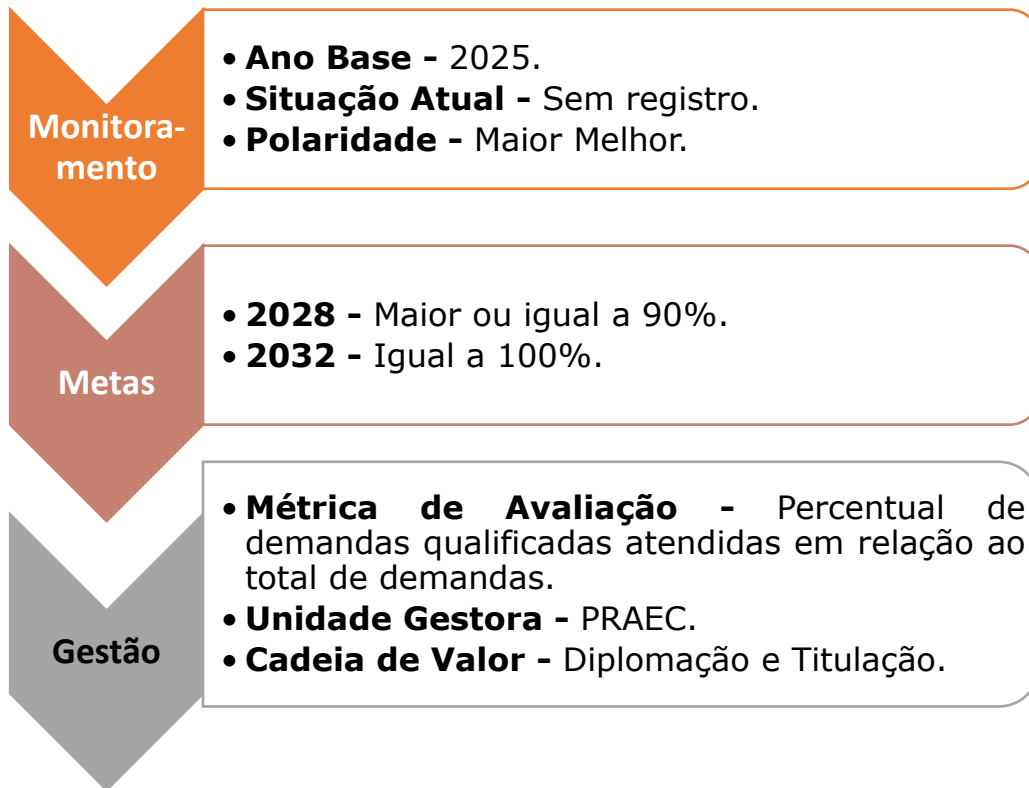 Monitora-
mento
• Ano Base - 2025.
• Situação Atual - Sem registro.
• Polaridade - Maior Melhor.
Metas
• 2028 - Maior ou igual a 90%.
• 2032 - Igual a 100%.
Gestão
• Métrica de Avaliação - Percentual de
demandas qualificadas atendidas em relação ao
total de demandas.
• Unidade Gestora - PRAEC.
• Cadeia de Valor - Diplomação e Titulação.